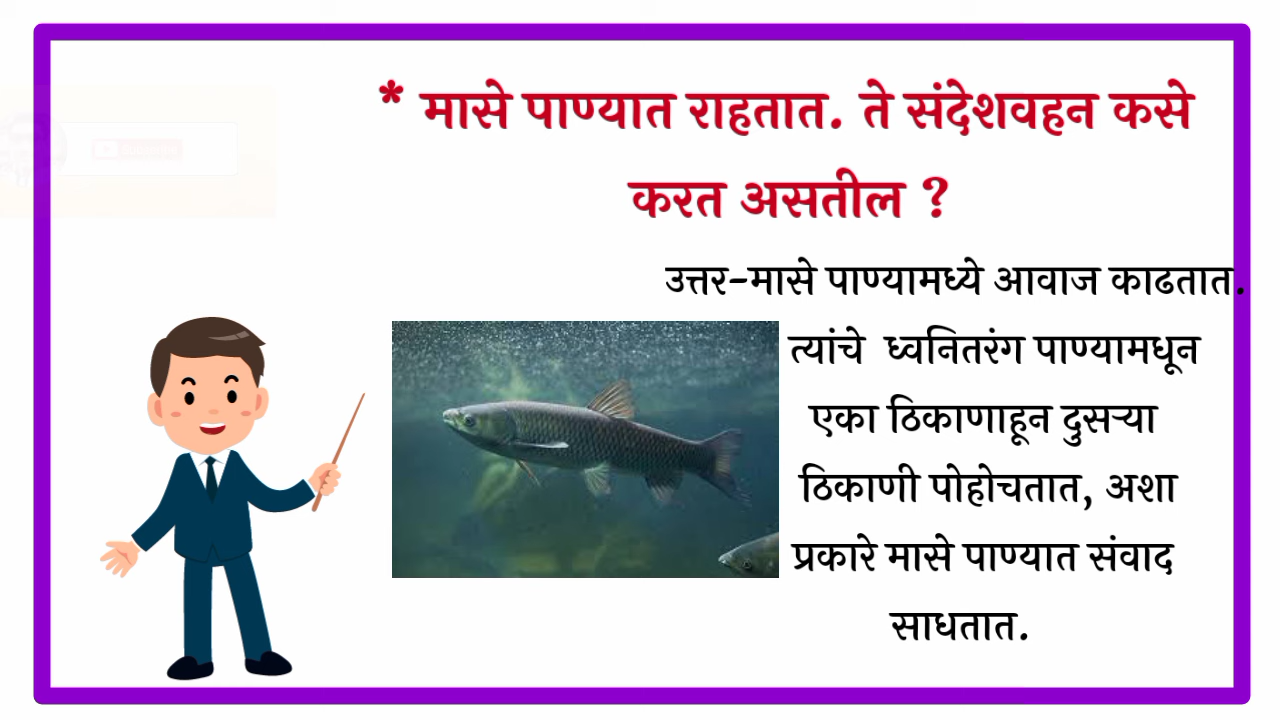 * मासे पाण्यात राहतात. ते संदेशवहन कसे
करत असतील ?
उत्तर-मासे पाण्यामध्ये आवाज काढतात.
त्यांचे ध्वनितरंग पाण्यामधून
एका ठिकाणाहून दुसऱ्या
ठिकाणी पोहोचतात, अशा
प्रकारे मासे पाण्यात संवाद
साधतात.